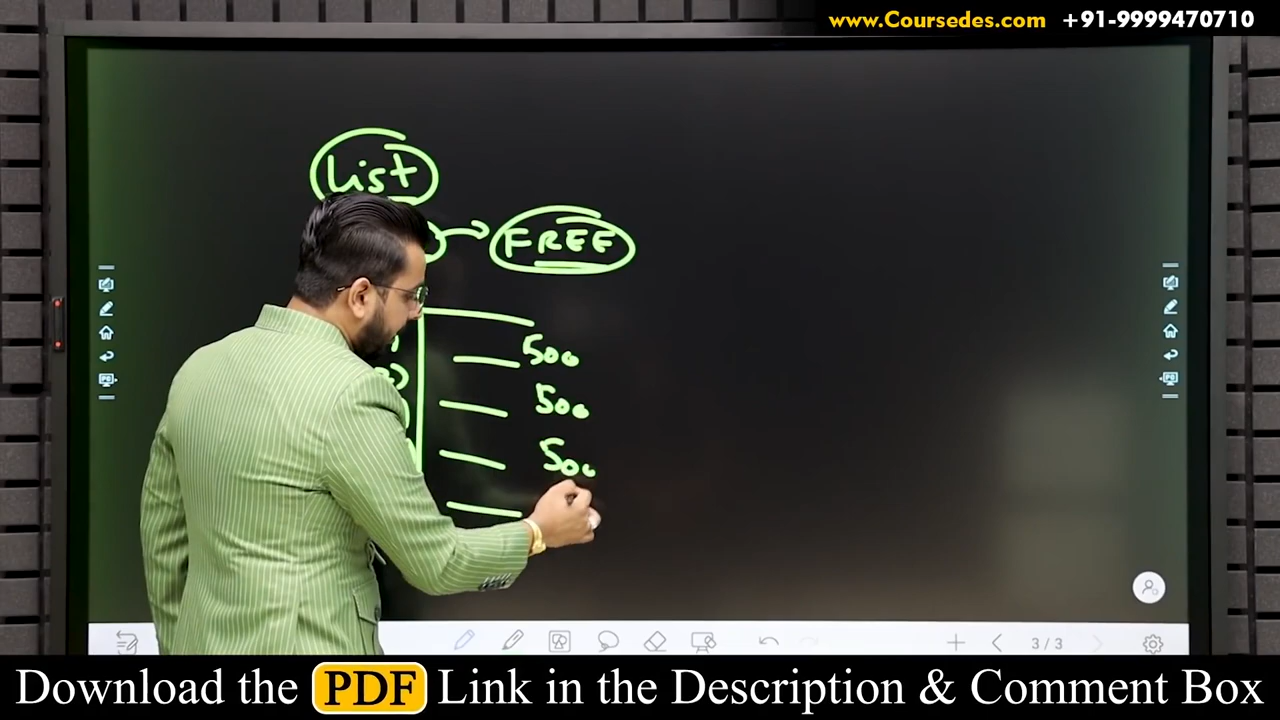 www.Coursedes.com +91-9999470710
List
FREE
500
500
500
3/3
Download the PDF Link in the Description & Comment Box